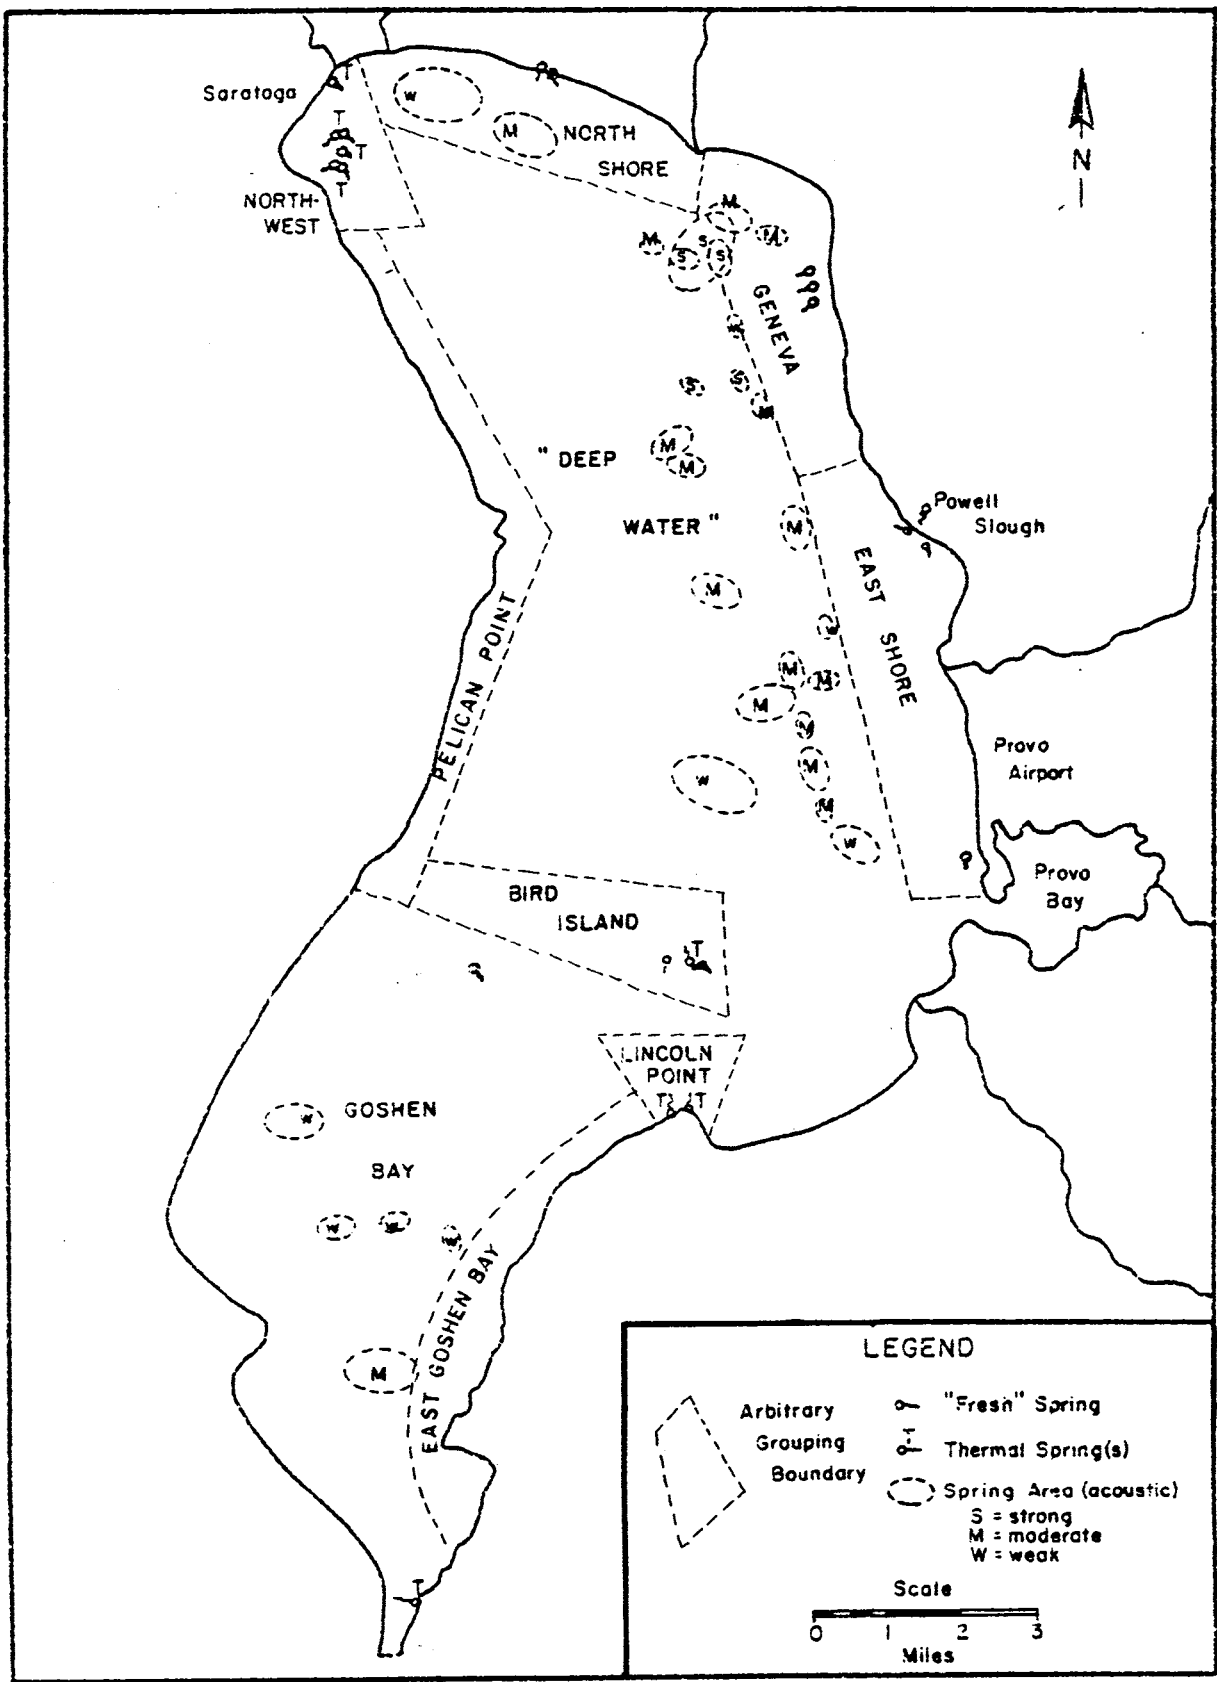 Saratoga
T
W
T
M
NORTH
T
SHORE
T
NORTH-
WEST
N
M
M
M
S
T
S
S
GENEVA
S
S
M
M
" DEEP
M
WATER "
M
Powell
Slough
EAST SHORE
M
W
M
M
M
M
PELICAN POINT
W
M
M
W
Provo
Airport
Provo
Bay
BIRD
ISLAND
T
LINCOLN
POINT
T
T
W
GOSHEN
BAY
W
W
W
EAST GOSHEN BAY
M
T
LEGEND
Arbitrary
Grouping
Boundary
"Fresh" Spring
T
Thermal Spring(s)
Spring Area (acoustic)
S = strong
M = moderate
W = weak
Scale
0 1 2 3
Miles